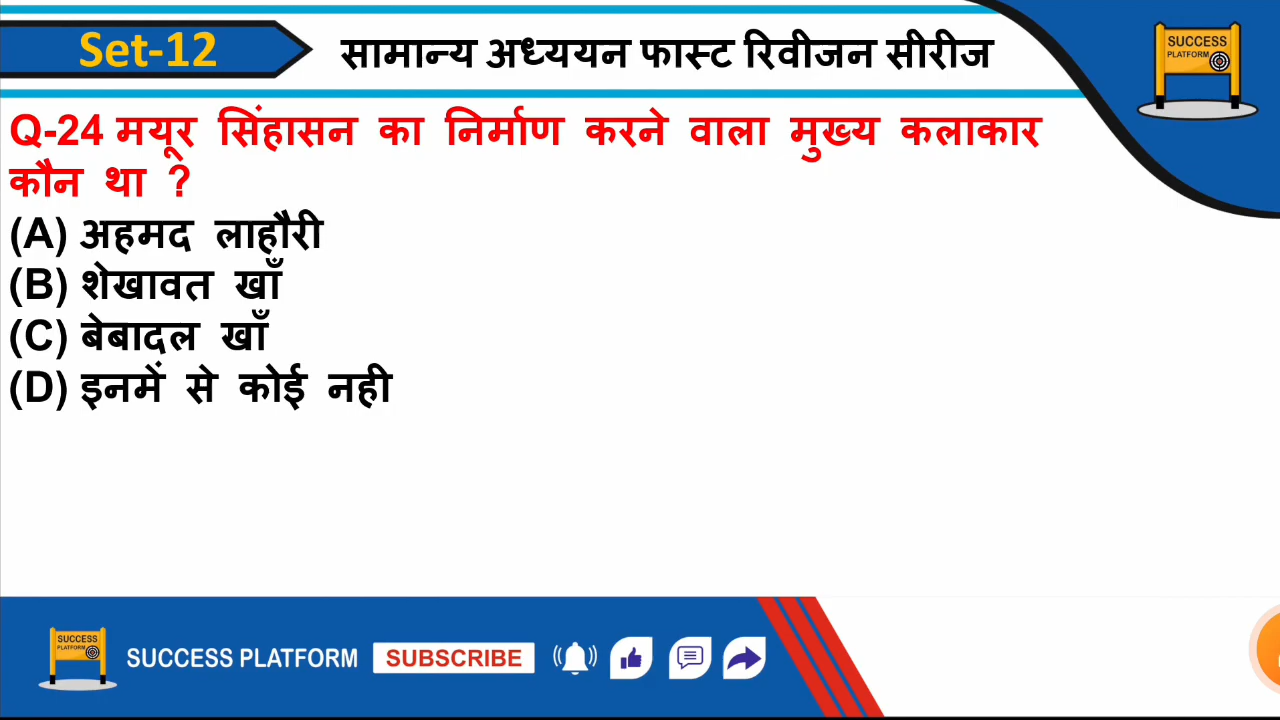 Set-12
सामान्य अध्ययन फास्ट रिवीजन सीरीज
SUCCESS
PLATFORM
Q-24 मयूर सिंहासन का निर्माण करने वाला मुख्य कलाकार
कौन था ?
(A) अहमद लाहौरी
(B) शेखावत खाँ
(C) बेबादल खाँ
(D) इनमें से कोई नही
SUCCESS
PLATFORM
SUCCESS PLATFORM
SUBSCRIBE